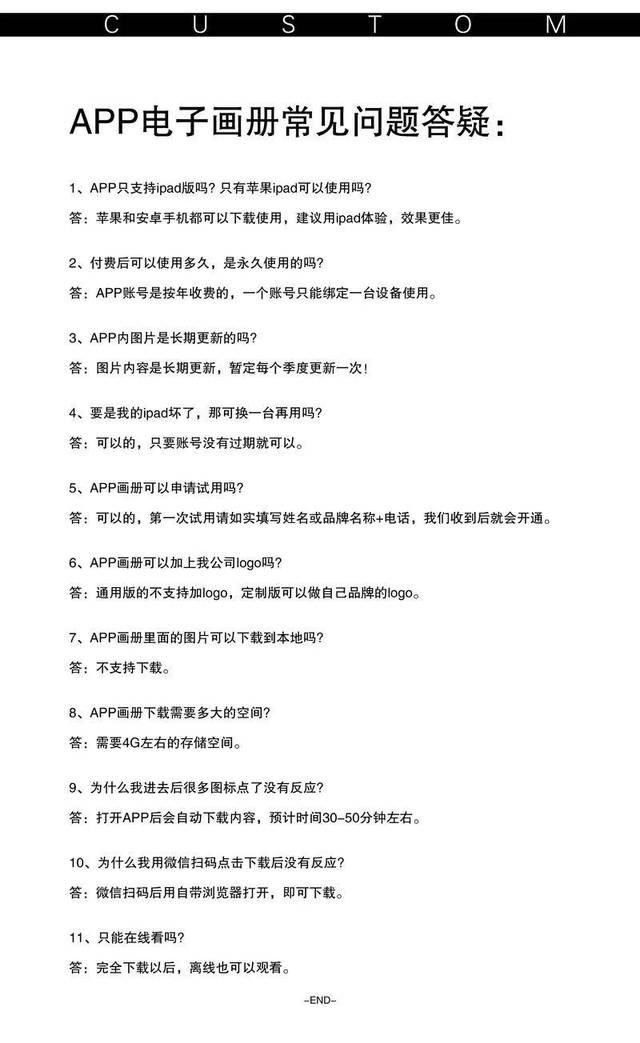 CUSTOM
APP电子画册常见问题答疑：
1、APP只支持ipad版吗? 只有苹果ipad可以使用吗?
答：苹果和安卓手机都可以下载使用，建议用ipad体验，效果更佳。
2、付费后可以使用多久，是永久使用的吗?
答：APP账号是按年收费的，一个账号只能绑定一台设备使用。
3、APP内图片是长期更新的吗?
答：图片内容是长期更新，暂定每个季度更新一次!
4、要是我的ipad坏了，那可换一台再用吗?
答：可以的，只要账号没有过期就可以。
5、APP画册可以申请试用吗?
答：可以的，第一次试用请如实填写姓名或品牌名称+电话，我们收到后就会开通。
6、APP画册可以加上我公司logo吗?
答：通用版的不支持加logo，定制版可以做自己品牌的logo。
7、APP画册里面的图片可以下载到本地吗?
答：不支持下载。
8、APP画册下载需要多大的空间?
答：需要4G左右的存储空间。
9、为什么我进去后很多图标点了没有反应?
答：打开APP后会自动下载内容，预计时间30-50分钟左右。
10、为什么我用微信扫码点击下载后没有反应?
答：微信扫码后用自带浏览器打开，即可下载。
11、只能在线看吗?
答：完全下载以后，离线也可以观看。
-END-